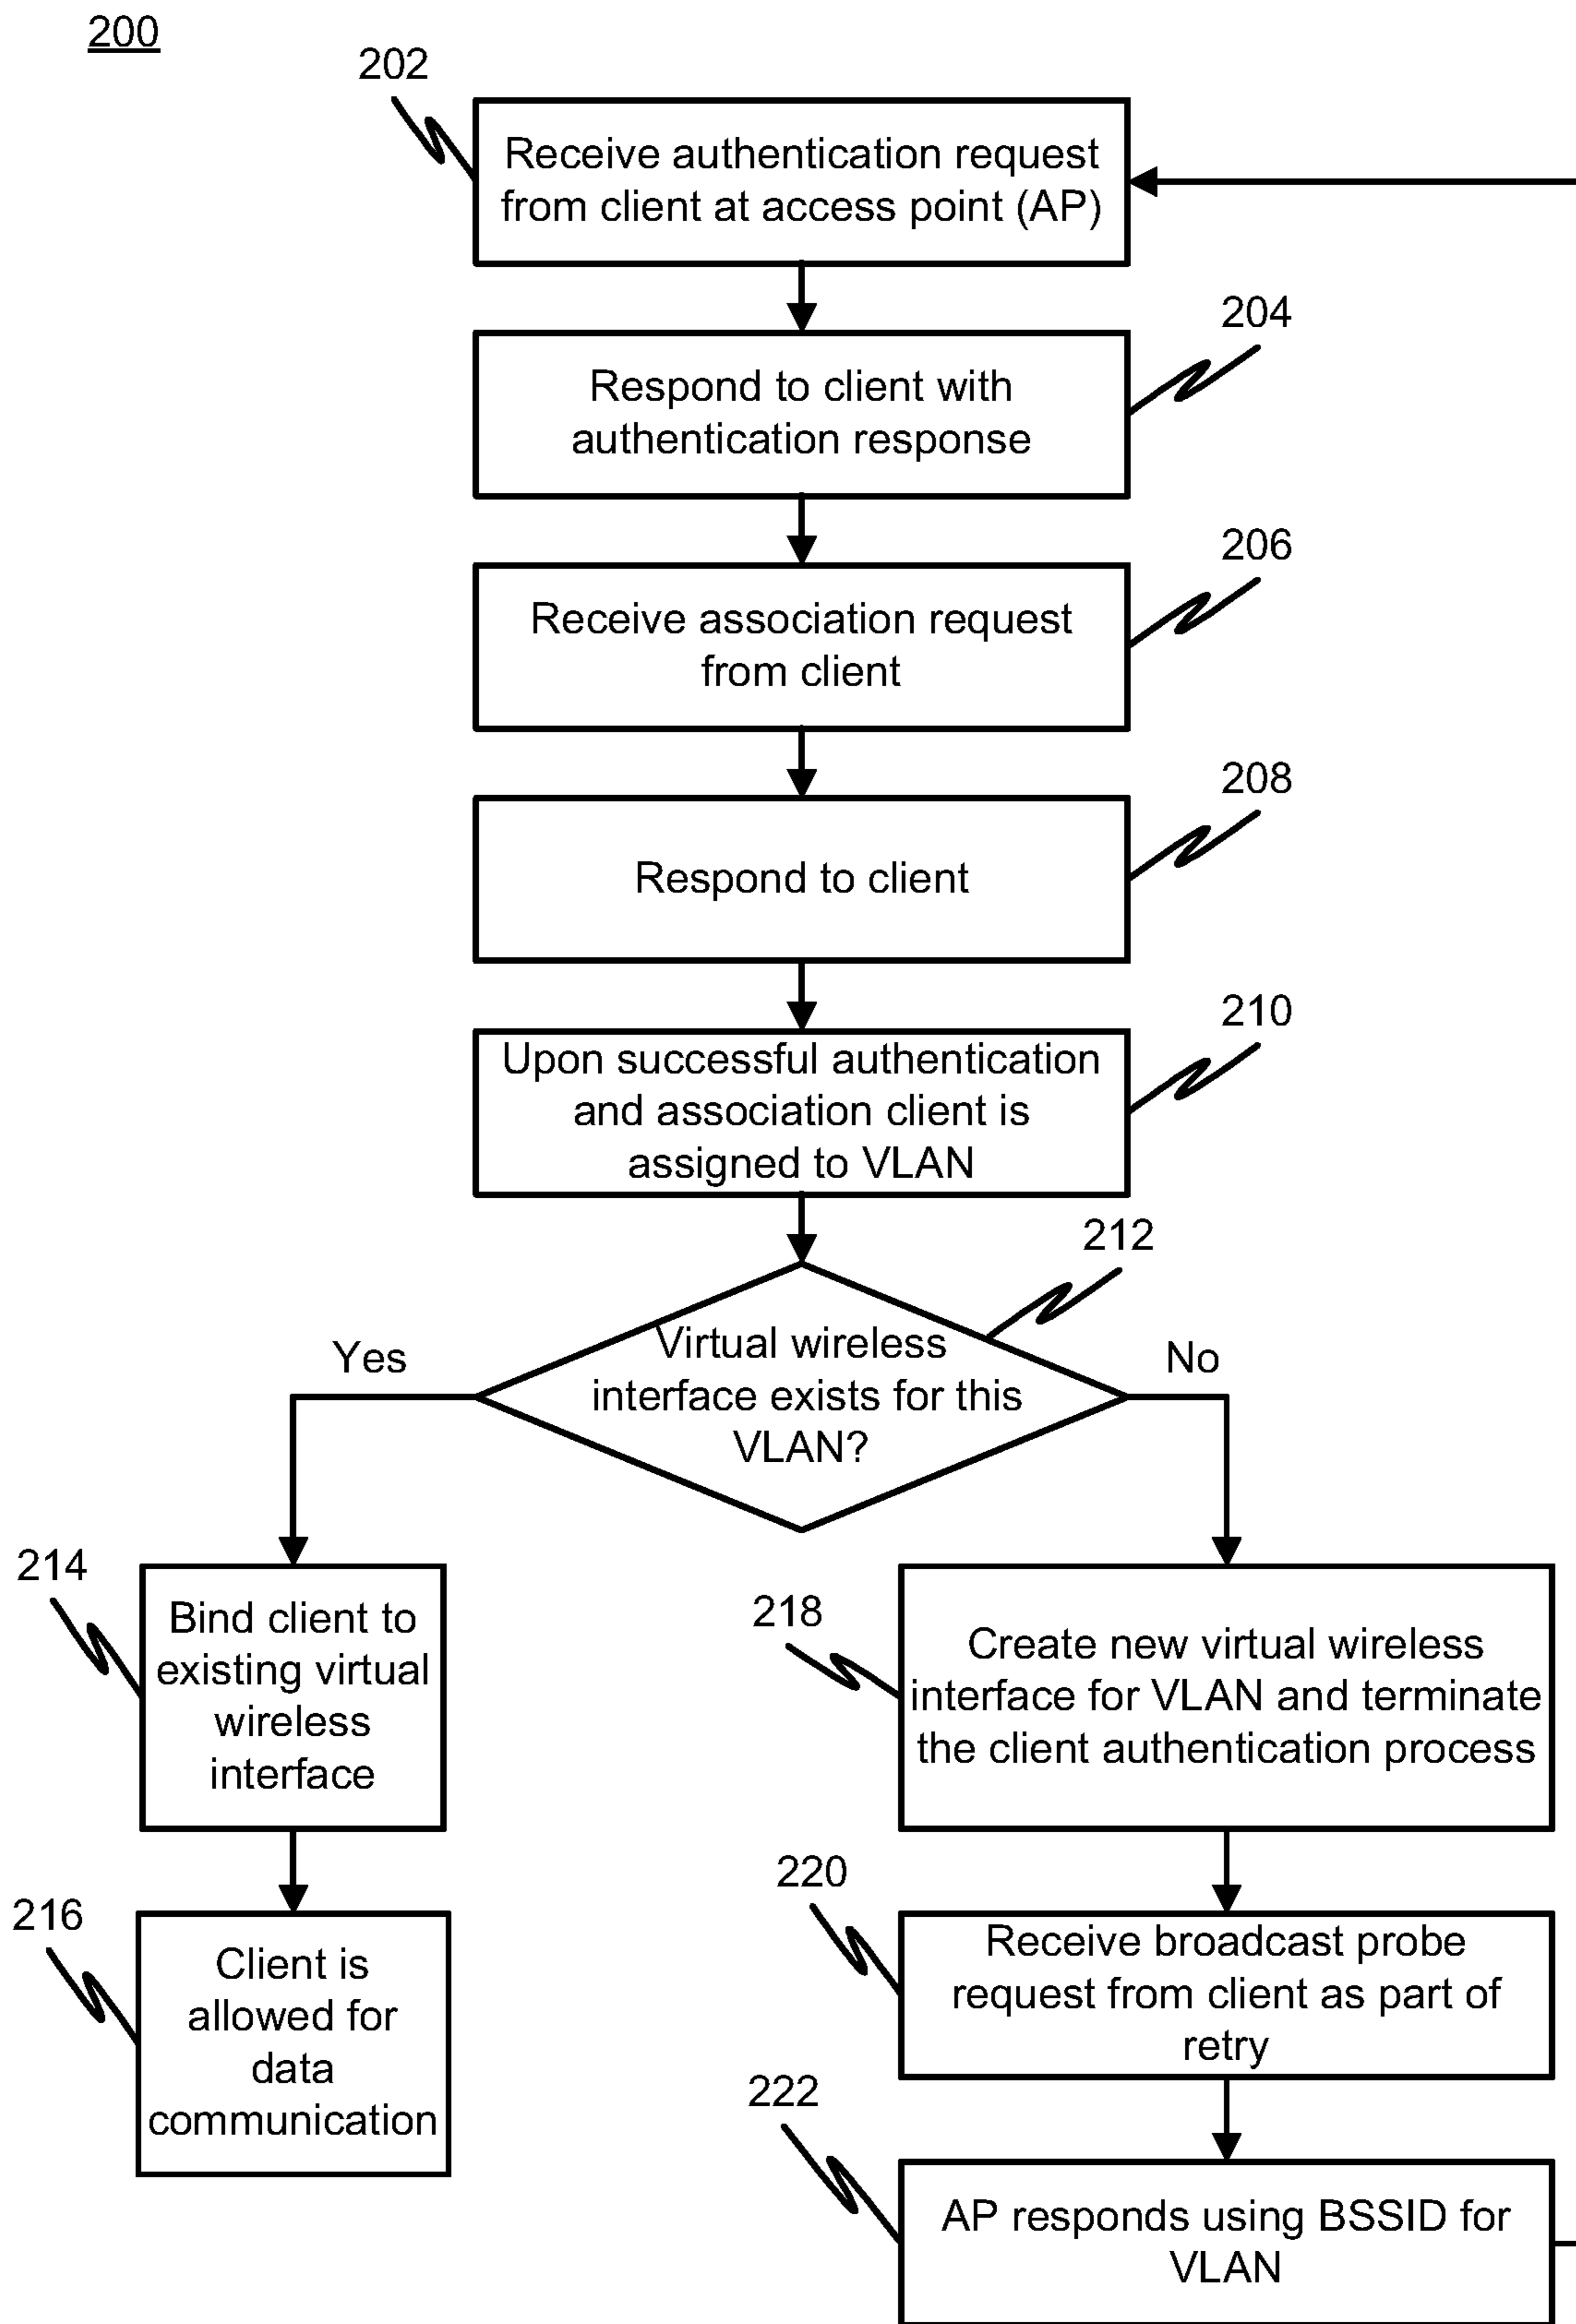 200
202
Receive authentication request
from client at access point (AP)
204
Respond to client with
authentication response
206
Receive association request
from client
208
Respond to client
210
Upon successful authentication
and association client is
assigned to VLAN
212
Yes
Virtual wireless
interface exists for this
VLAN?
No
214
Bind client to
existing virtual
wireless
interface
218
Create new virtual wireless
interface for VLAN and terminate
the client authentication process
216
Client is
allowed for
data
communication
220
Receive broadcast probe
request from client as part of
retry
222
AP responds using BSSID for
VLAN